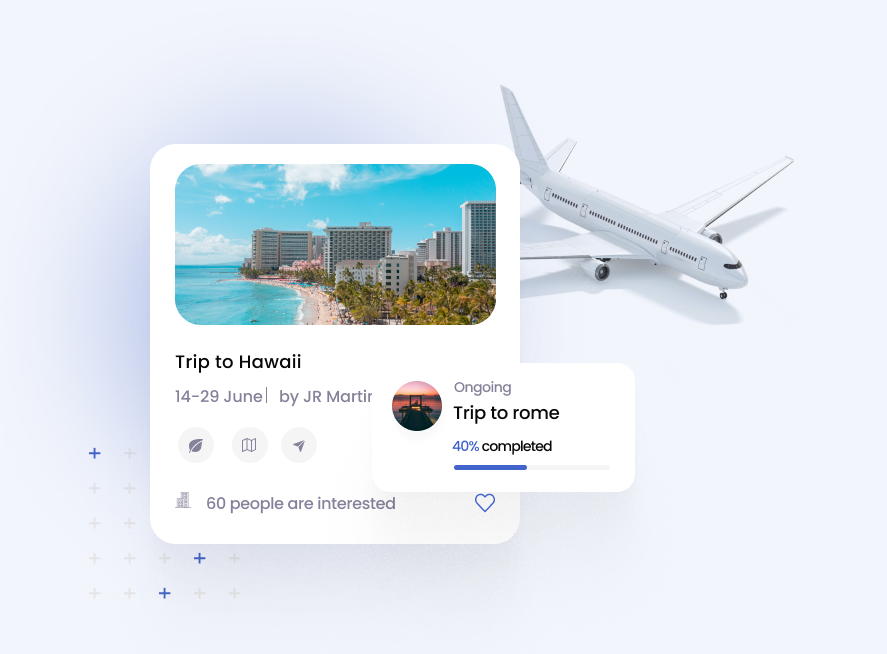 Trip to Hawaii
14-29 June | by JR Martin
Ongoing
Trip to rome
40% completed
60 people are interested